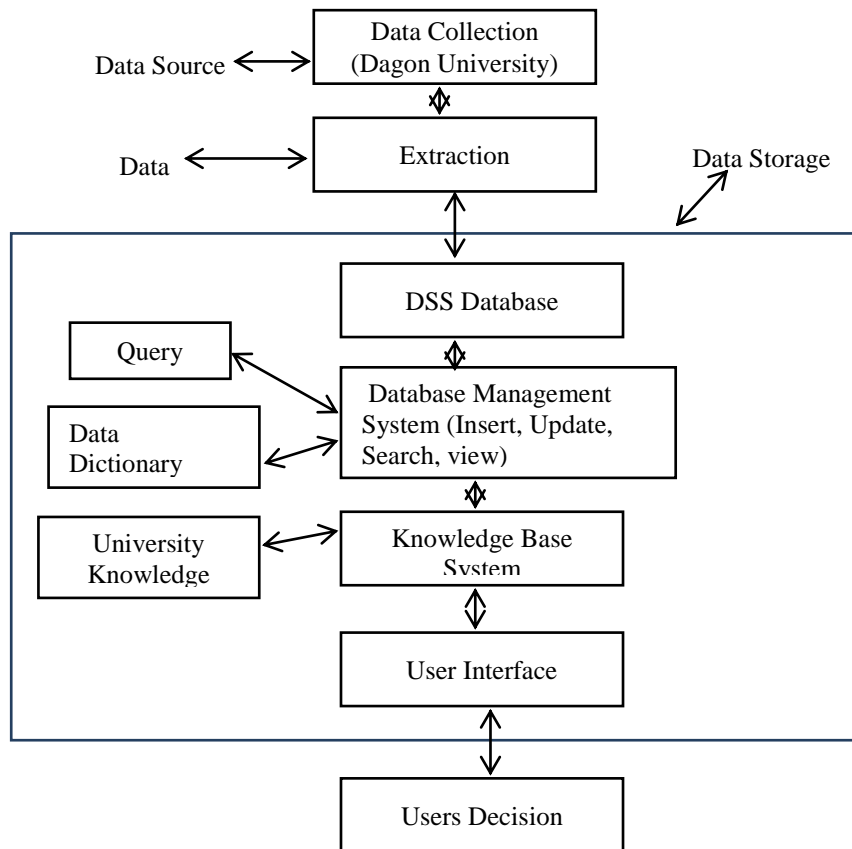 Data Collection
(Dagon University)
Data Source
Extraction
Data
Data Storage
DSS Database
Query
Database Management
System (Insert, Update,
Search, view)
Data
Dictionary
University
Knowledge
Knowledge Base
System
User Interface
Users Decision